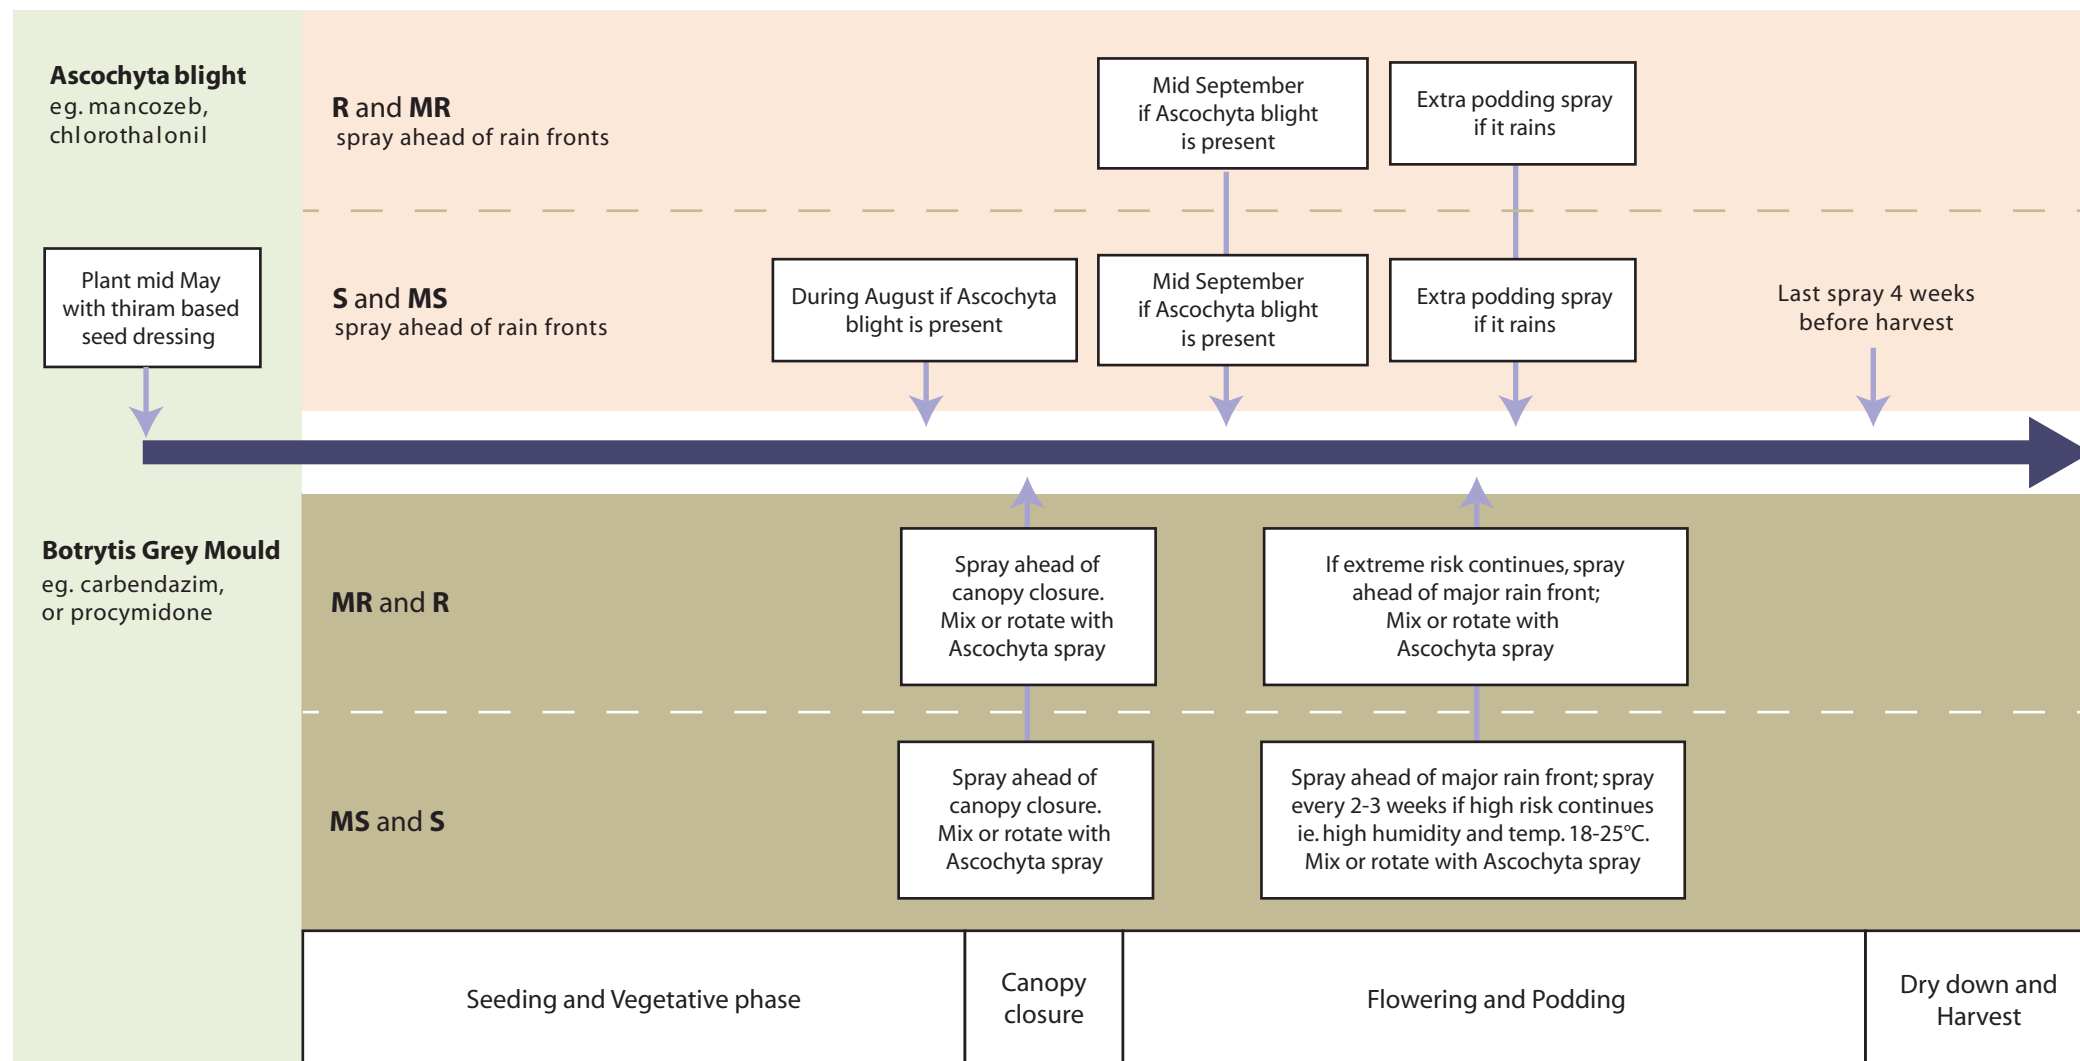 Ascochyta blight
eg. mancozeb,
chlorothalonil
R and MR
spray ahead of rain fronts
Mid September
if Ascochyta blight
is present
Extra podding spray
if it rains
Plant mid May
with thiram based
seed dressing
S and MS
spray ahead of rain fronts
During August if Ascochyta
blight is present
Mid September
if Ascochyta blight
is present
Extra podding spray
if it rains
Last spray 4 weeks
before harvest
Botrytis Grey Mould
eg. carbendazim,
or procymidone
MR and R
Spray ahead of
canopy closure.
Mix or rotate with
Ascochyta spray
If extreme risk continues, spray
ahead of major rain front;
Mix or rotate with
Ascochyta spray
MS and S
Spray ahead of
canopy closure.
Mix or rotate with
Ascochyta spray
Spray ahead of major rain front; spray
every 2-3 weeks if high risk continues
ie. high humidity and temp. 18-25°C.
Mix or rotate with Ascochyta spray
Seeding and Vegetative phase
Canopy
closure
Flowering and Podding
Dry down and
Harvest